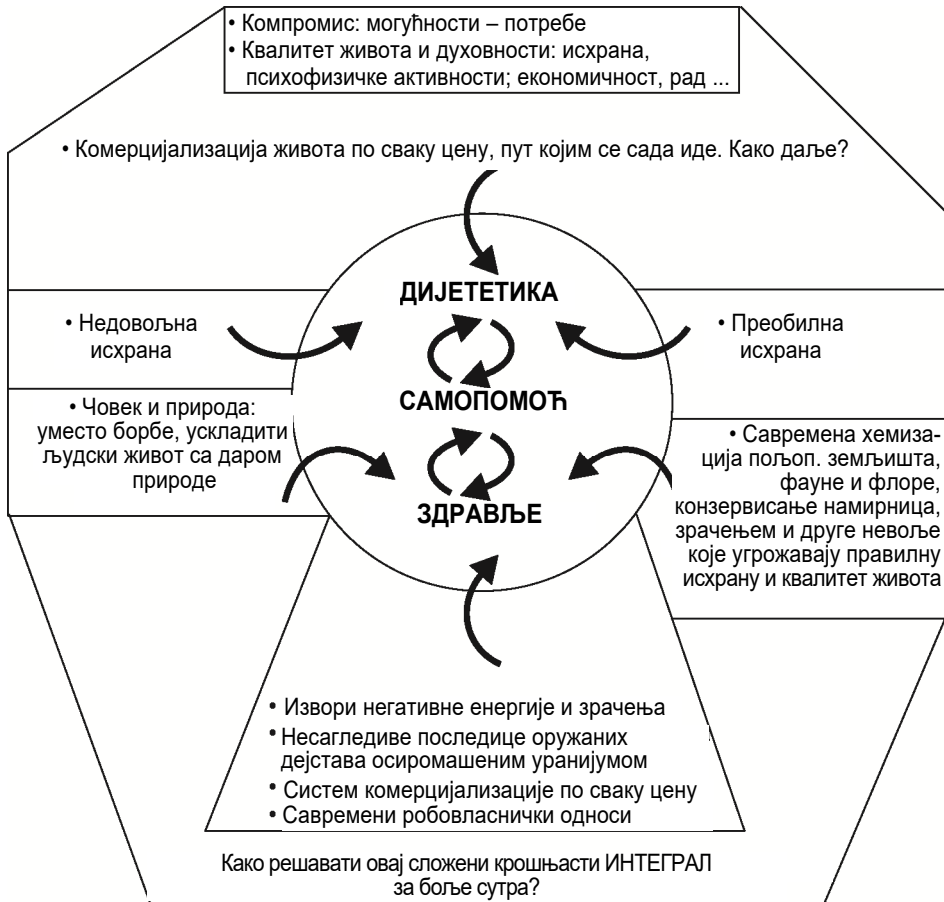 • Компромис: могућности – потребе
• Квалитет живота и духовности: исхрана,
психофизичке активности; економичност, рад ...
• Комерцијализација живота по сваку цену, пут којим се сада иде. Како даље?
ДИЈЕТЕТИКА
• Недовољна
исхрана
• Преобилна
исхрана
САМОПОМОЋ
• Човек и природа:
уместо борбе, ускладити
људски живот са даром
природе
• Савремена хемиза-
ција пољоп. земљишта,
фауне и флоре,
конзервисање намирница,
зрачењем и друге невоље
које угрожавају правилну
исхрану и квалитет живота
ЗДРАВЉЕ
• Извори негативне енергије и зрачења
• Несагледиве последице оружаних
дејстава осиромашеним уранијумом
• Систем комерцијализације по сваку цену
• Савремени робовласнички односи
Како решавати овај сложени крошњасти ИНТЕГРАЛ
за боље сутра?